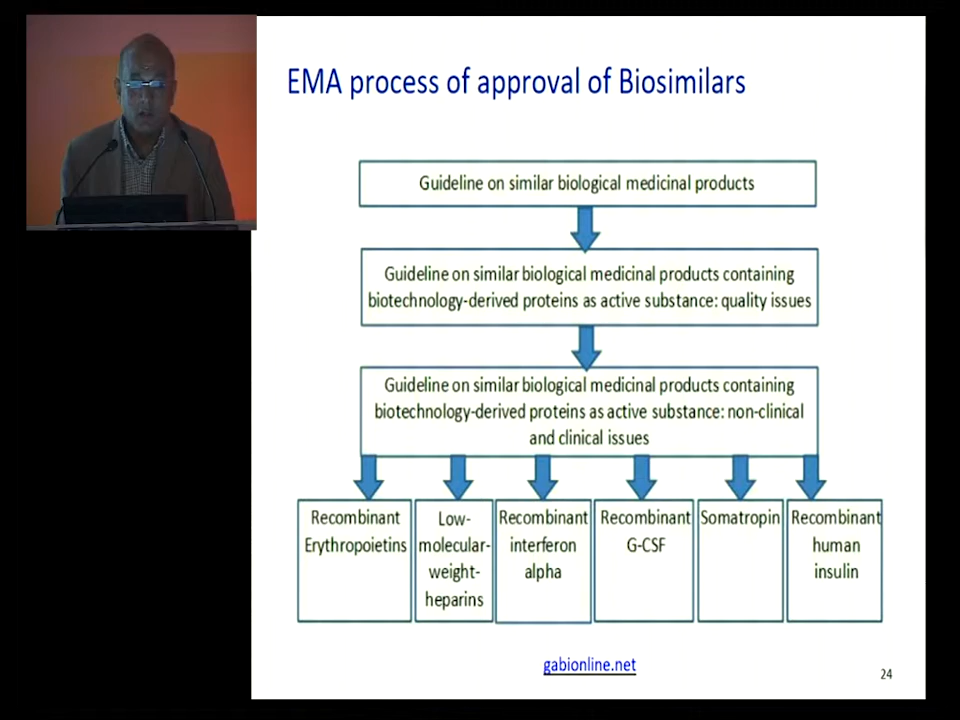 EMA process of approval of Biosimilars
Guideline on similar biological medicinal products
Guideline on similar biological medicinal products containing
biotechnology-derived proteins as active substance: quality issues
Guideline on similar biological medicinal products containing
biotechnology-derived proteins as active substance: non-clinical
and clinical issues
Recombinant
Erythropoietins
Low-
molecular-
weight-
heparins
Recombinant
interferon
alpha
Recombinant
G-CSF
Somatropin
Recombinant
human
insulin
gabionline.net
24